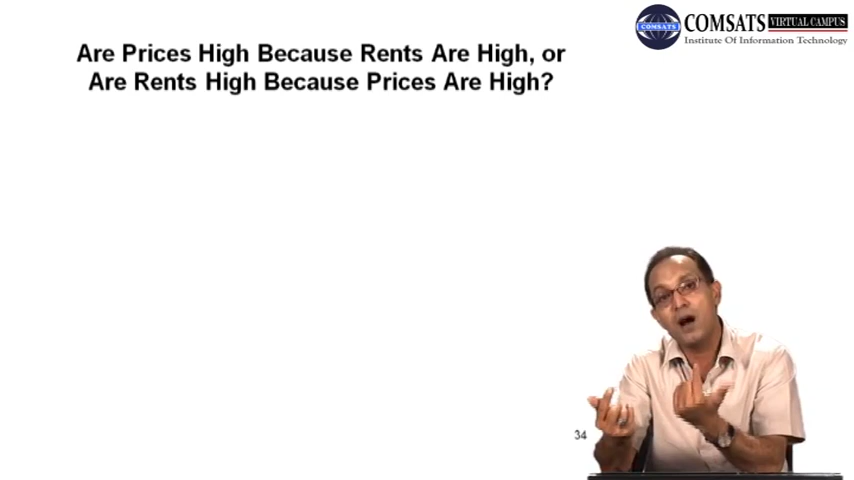 COMSATS VIRTUAL CAMPUS
Institute Of Information Technology
Are Prices High Because Rents Are High, or
Are Rents High Because Prices Are High?
COMSATS
34